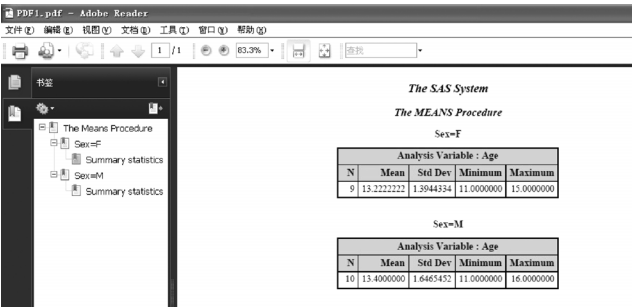 PDF1.pdf - Adobe Reader
文件(F) 编辑(E) 视图(V) 文档(D) 工具(T) 窗口(W) 帮助(H)
1 /1 83.3% 查找
书签
The Means Procedure
Sex=F
Summary statistics
Sex=M
Summary statistics
The SAS System
The MEANS Procedure
Sex=F
Analysis Variable : Age
N Mean Std Dev Minimum Maximum
9 13.2222222 1.3944334 11.0000000 15.0000000
Sex=M
Analysis Variable : Age
N Mean Std Dev Minimum Maximum
10 13.4000000 1.6465452 11.0000000 16.0000000